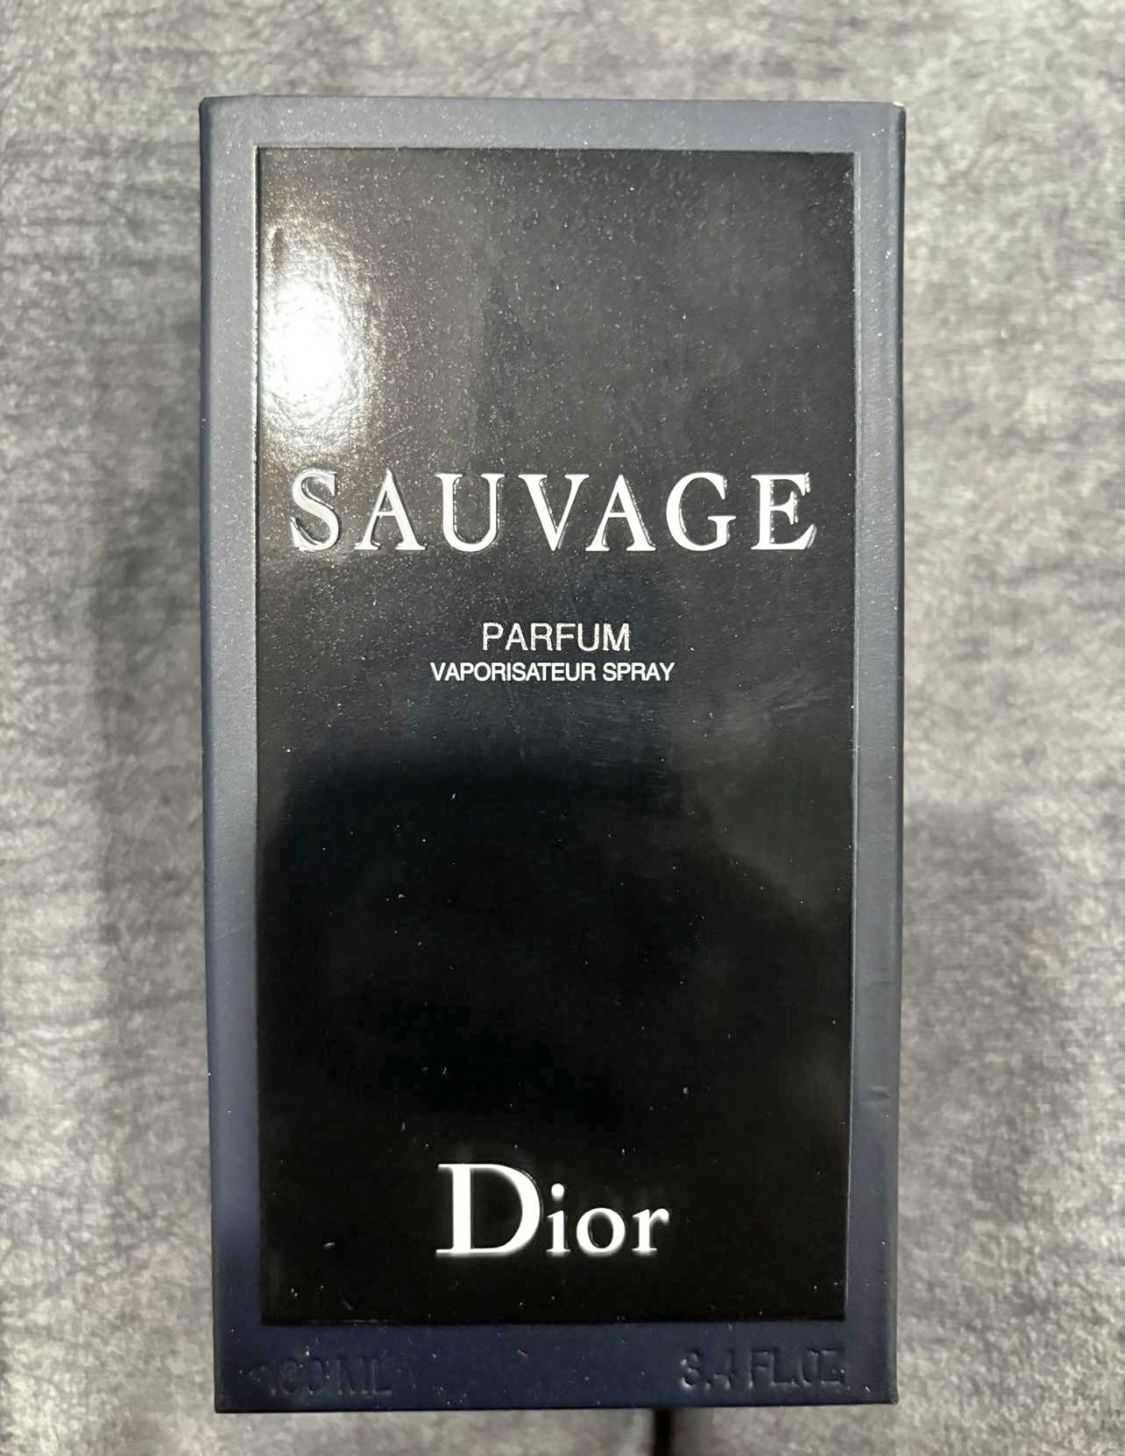 SAUVAGE
PARFUM
VAPORISATEUR SPRAY
Dior
100 ML 3.4 FL.OZ